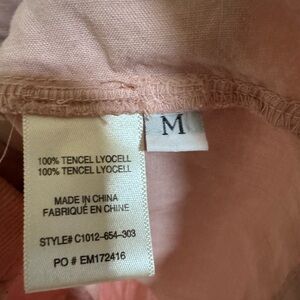 M
100% TENCEL LYOCELL
100% TENCEL LYOCELL
MADE IN CHINA
FABRIQUÉ EN CHINE
STYLE# C1012-654-303
PO # EM172416